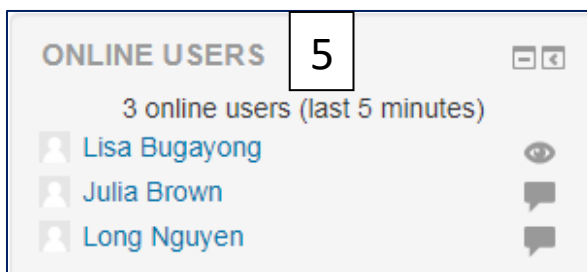 ONLINE USERS 5
3 online users (last 5 minutes)
Lisa Bugayong
Julia Brown
Long Nguyen